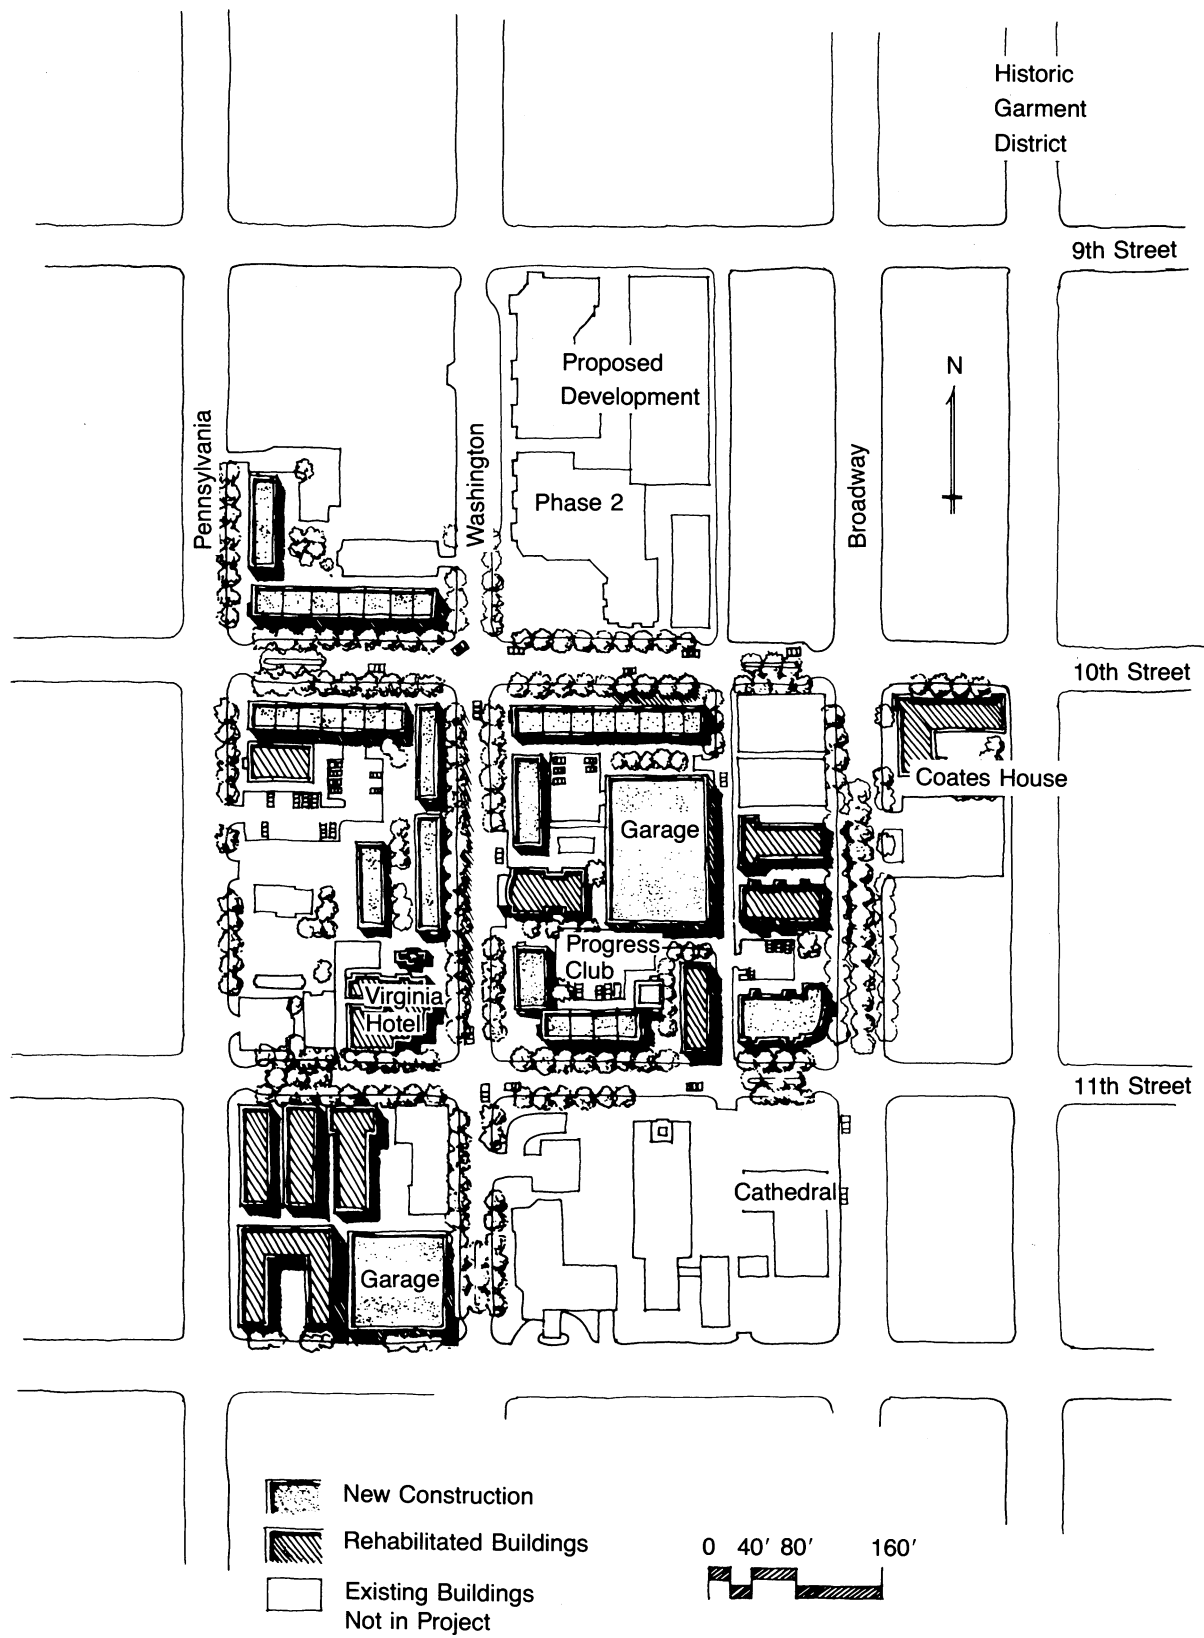 Historic
Garment
District
9th Street
N
Proposed
Development
Pennsylvania
Washington
Broadway
Phase 2
10th Street
Coates House
Garage
Progress
Club
Virginia
Hotel
11th Street
Cathedral
Garage
New Construction
Rehabilitated Buildings
Existing Buildings
Not in Project
0 40' 80' 160'